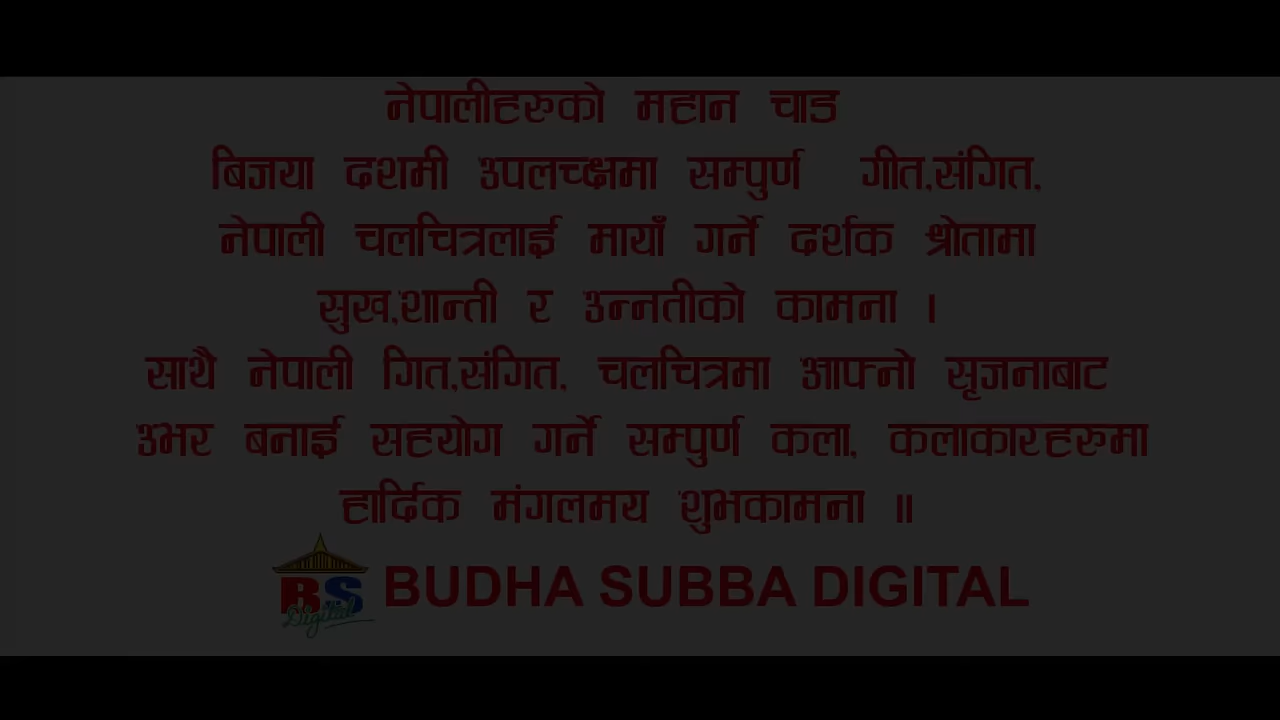 नेपालीहरुको महान चाड
बिजया दशमी उपलच्क्षमा सम्पुर्ण गीत,संगित,
नेपाली चलचित्रलाई मायाँ गर्ने दर्शक श्रोतामा
सुख,शान्ती र उन्नतीको कामना ।
साथै नेपाली गित,संगित, चलचित्रमा आफ्नो सृजनाबाट
उभर बनाई सहयोग गर्ने सम्पुर्ण कला, कलाकारहरुमा
हार्दिक मंगलमय शुभकामना ॥
BS Digital BUDHA SUBBA DIGITAL